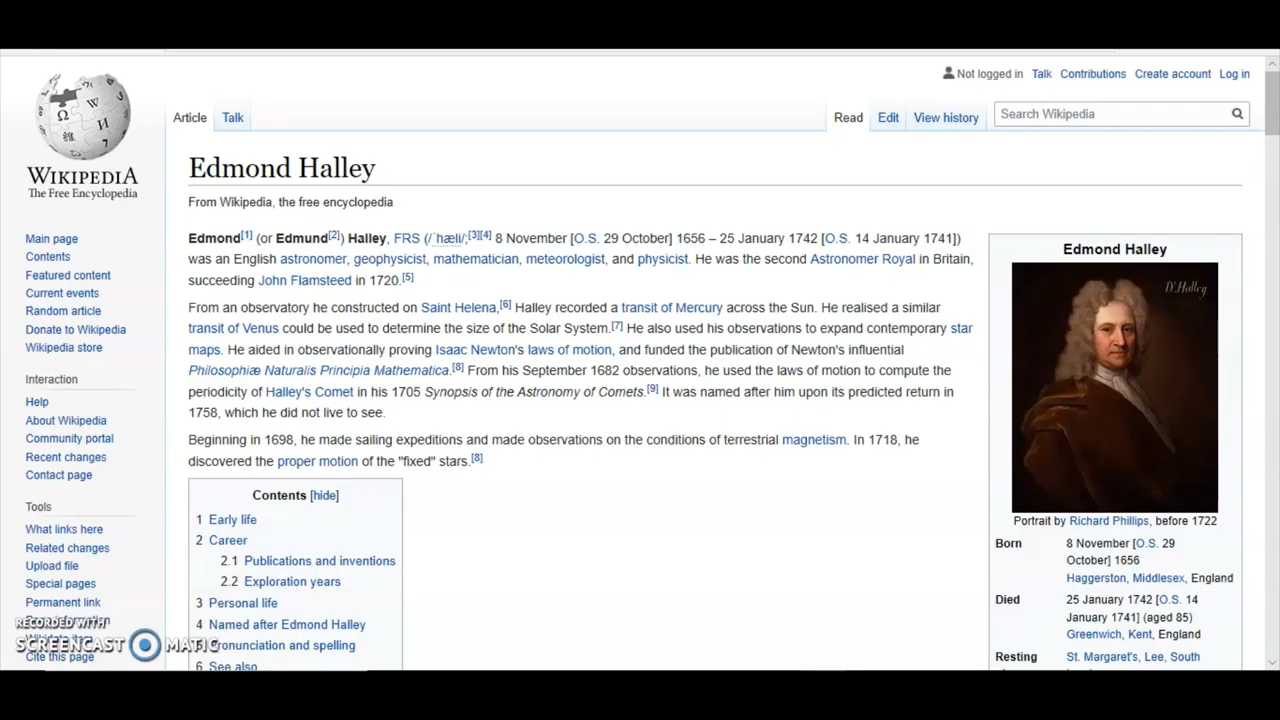 Not logged in Talk Contributions Create account Log in
Article Talk Read Edit View history Search Wikipedia
WIKIPEDIA
The Free Encyclopedia
Main page
Contents
Featured content
Current events
Random article
Donate to Wikipedia
Wikipedia store
Interaction
Help
About Wikipedia
Community portal
Recent changes
Contact page
Tools
What links here
Related changes
Upload file
Special pages
Permanent link
Cite this page
RECORDED WITH
SCREENCAST MATIC
Edmond Halley
From Wikipedia, the free encyclopedia
Edmond[1] (or Edmund[2]) Halley, FRS (/ˈhæli/;[3][4] 8 November [O.S. 29 October] 1656 – 25 January 1742 [O.S. 14 January 1741])
was an English astronomer, geophysicist, mathematician, meteorologist, and physicist. He was the second Astronomer Royal in Britain,
succeeding John Flamsteed in 1720.[5]
From an observatory he constructed on Saint Helena,[6] Halley recorded a transit of Mercury across the Sun. He realised a similar
transit of Venus could be used to determine the size of the Solar System.[7] He also used his observations to expand contemporary star
maps. He aided in observationally proving Isaac Newton's laws of motion, and funded the publication of Newton's influential
Philosophiæ Naturalis Principia Mathematica.[8] From his September 1682 observations, he used the laws of motion to compute the
periodicity of Halley's Comet in his 1705 Synopsis of the Astronomy of Comets.[9] It was named after him upon its predicted return in
1758, which he did not live to see.
Beginning in 1698, he made sailing expeditions and made observations on the conditions of terrestrial magnetism. In 1718, he
discovered the proper motion of the "fixed" stars.[8]
Contents [hide]
1 Early life
2 Career
2.1 Publications and inventions
2.2 Exploration years
3 Personal life
4 Named after Edmond Halley
Pronunciation and spelling
6 See also
Edmond Halley
Dr. Halley
Portrait by Richard Phillips, before 1722
Born 8 November [O.S. 29
October] 1656
Haggerston, Middlesex, England
Died 25 January 1742 [O.S. 14
January 1741] (aged 85)
Greenwich, Kent, England
Resting St. Margaret's, Lee, South